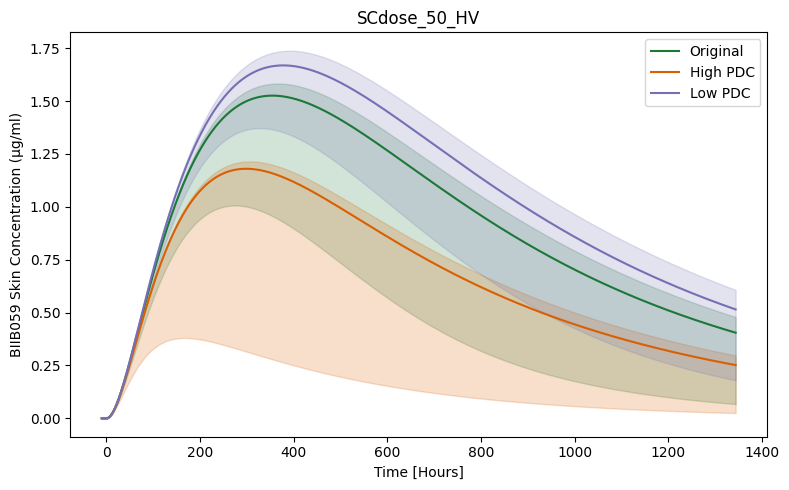 SCdose_50_HV
Original
High PDC
Low PDC
BIIB059 Skin Concentration (μg/ml)
1.75
1.50
1.25
1.00
0.75
0.50
0.25
0.00
0 200 400 600 800 1000 1200 1400
Time [Hours]